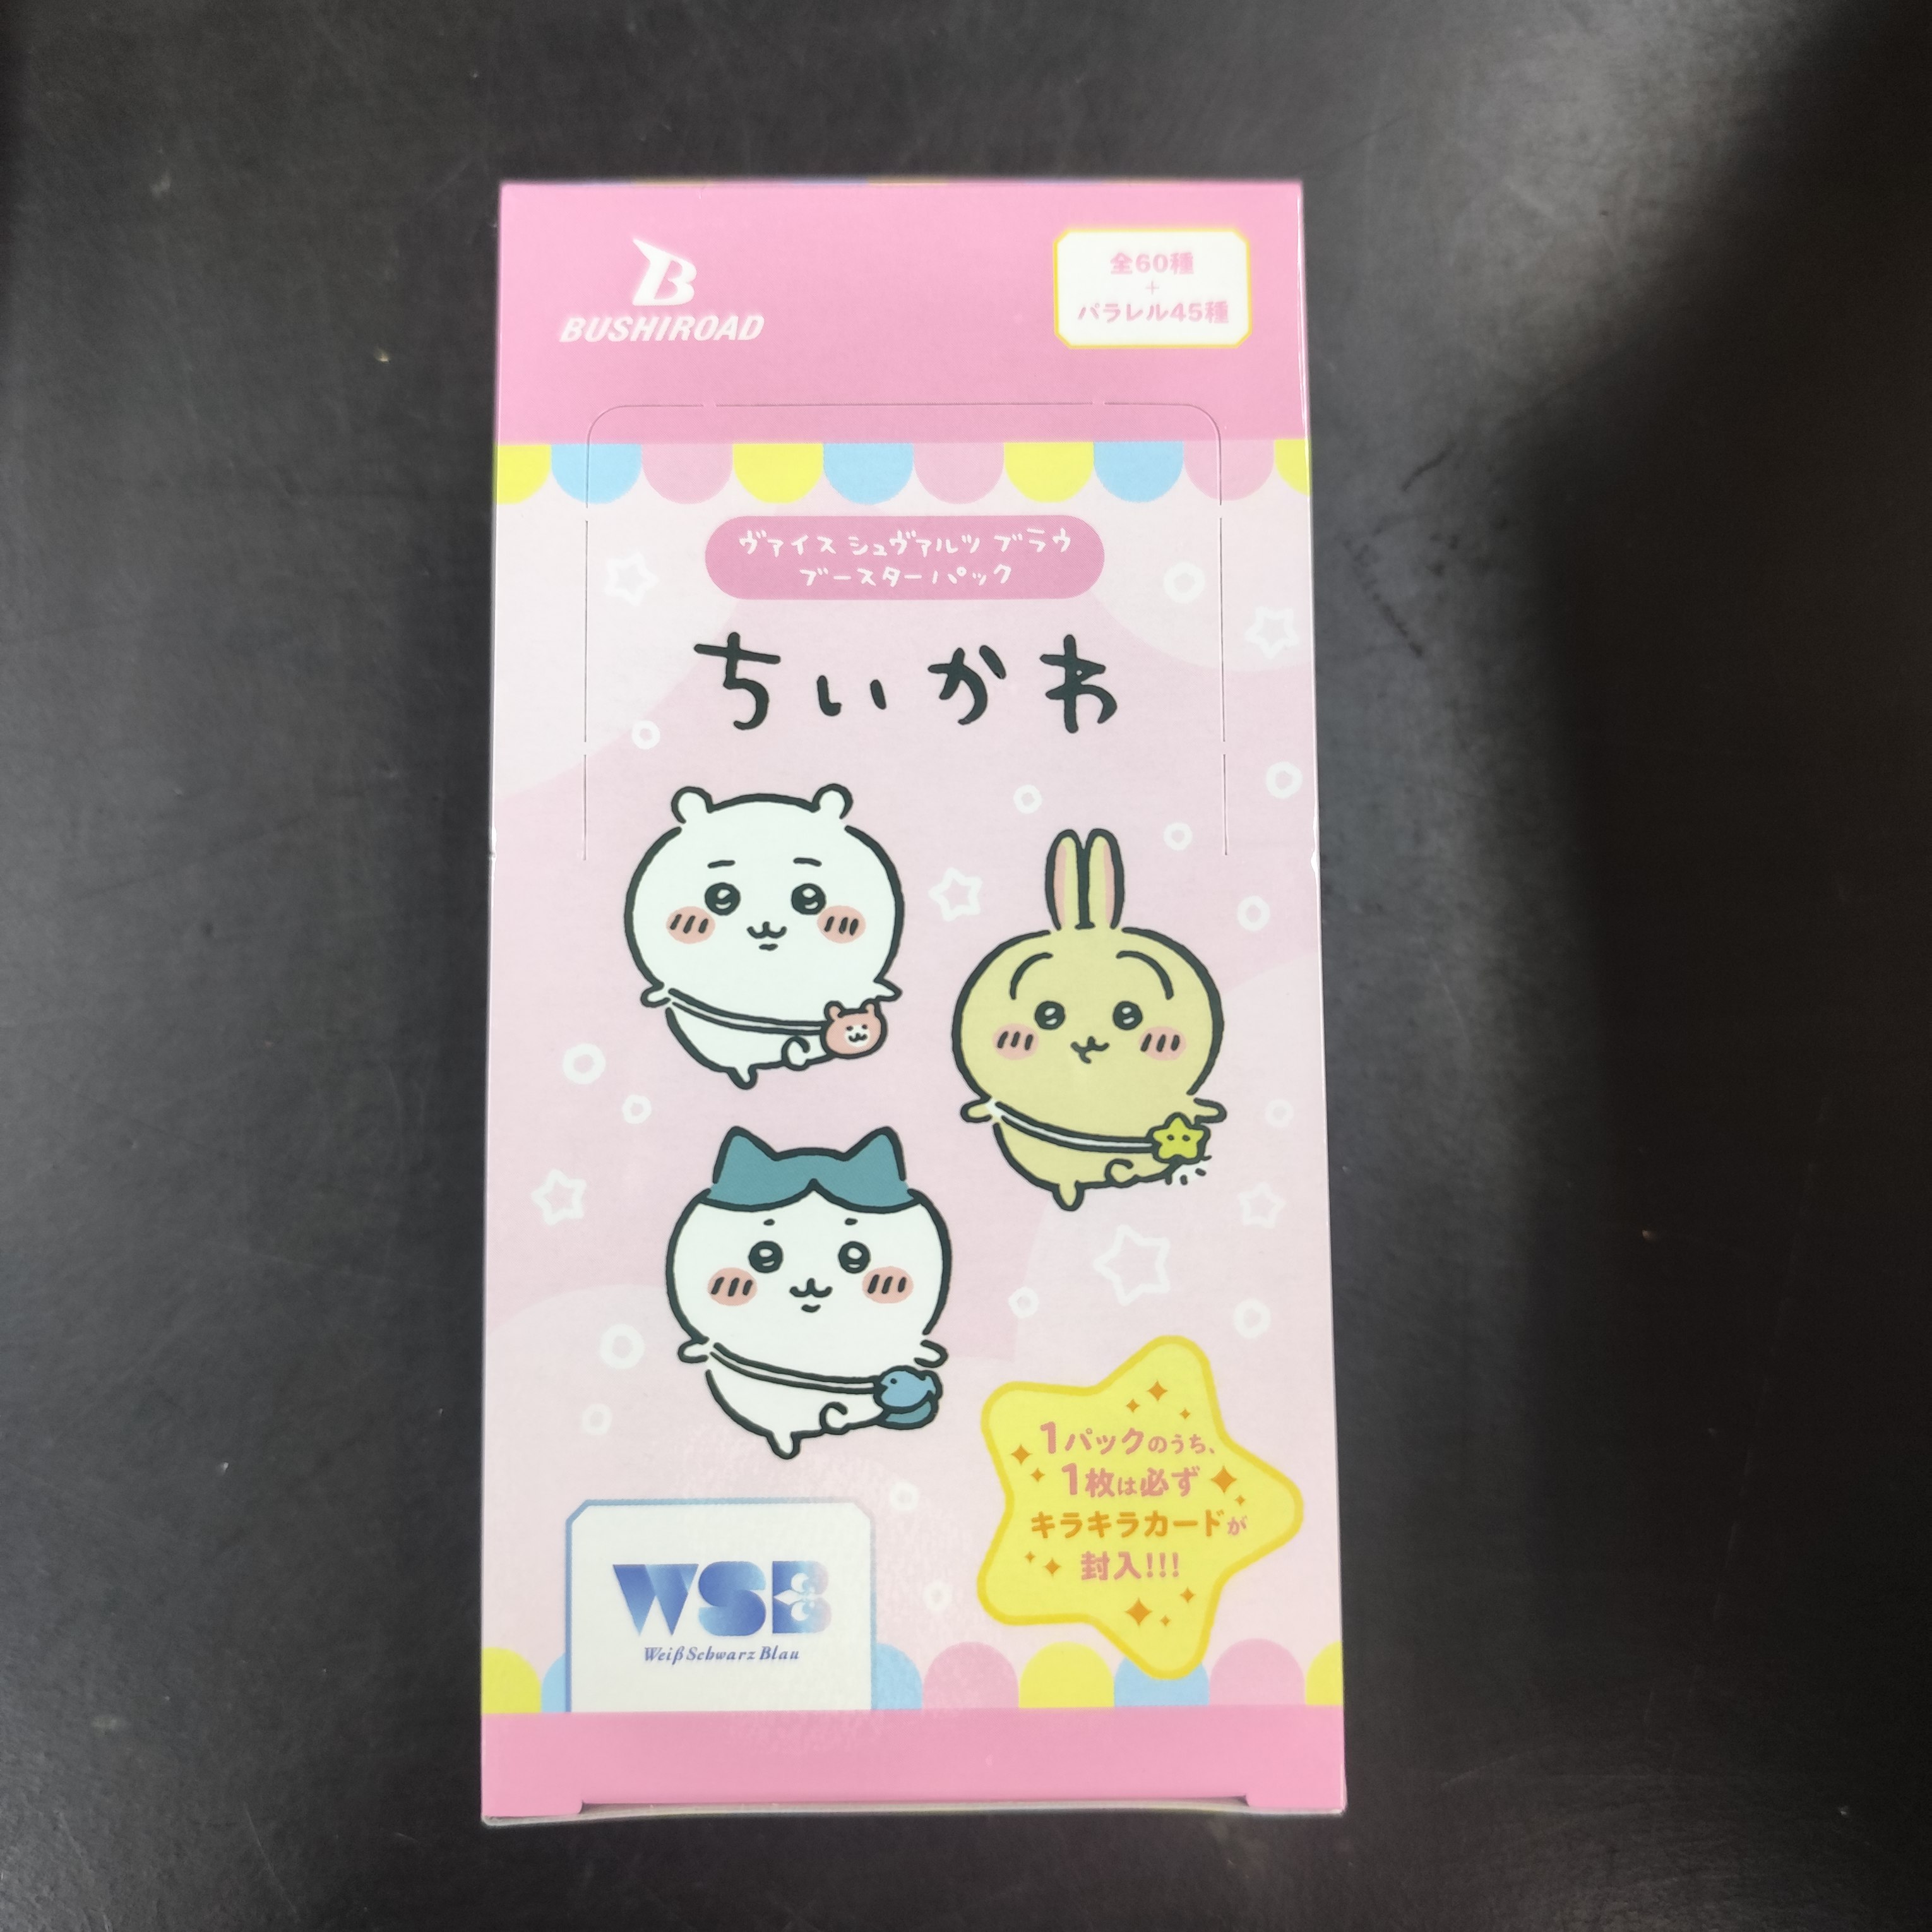 BUSHIROAD
全60種
+
パラレル45種
ヴァイス シュヴァルツ ブラウ
ブースターパック
ちいかわ
1パックのうち、
1枚は必ず
キラキラカードが
封入!!!
WSB
Weiß Schwarz Blau